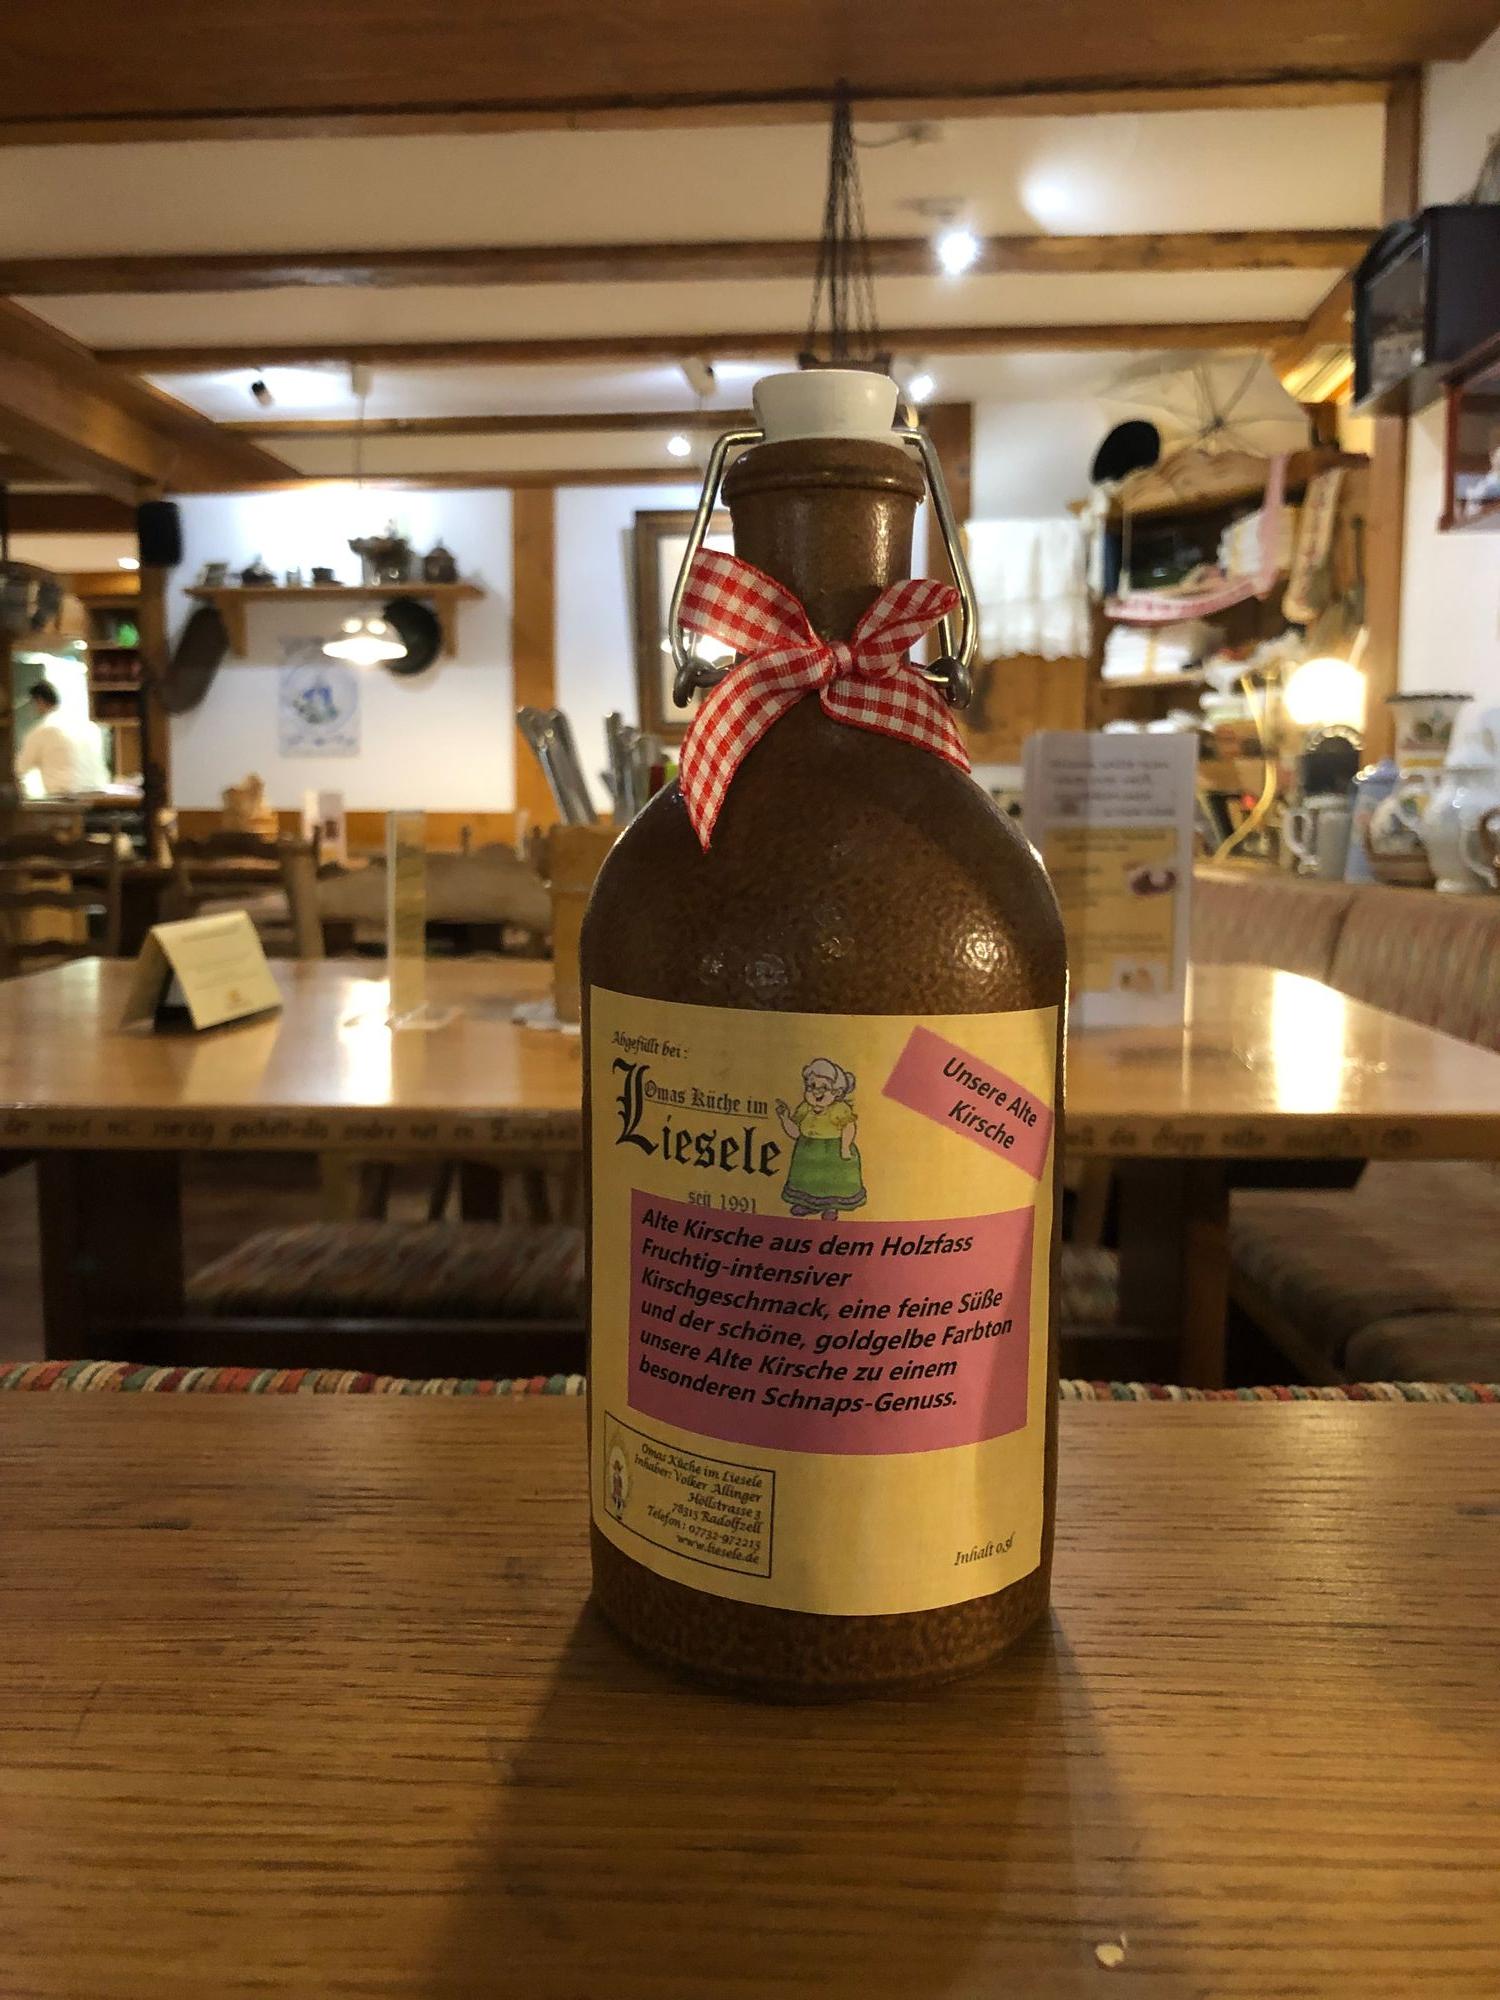 Abgefüllt bei:
Omas Küche im
Liesele
seit 1991
Unsere Alte
Kirsche
Alte Kirsche aus dem Holzfass
Fruchtig-intensiver
Kirschgeschmack, eine feine Süße
und der schöne, goldgelbe Farbton
unsere Alte Kirsche zu einem
besonderen Schnaps-Genuss.
Omas Küche im Liesele
Inhaber: Volker Allinger
Höllstrasse 3
78315 Radolfzell
Telefon: 07732-972215
www.liesele.de
Inhalt 0,5l